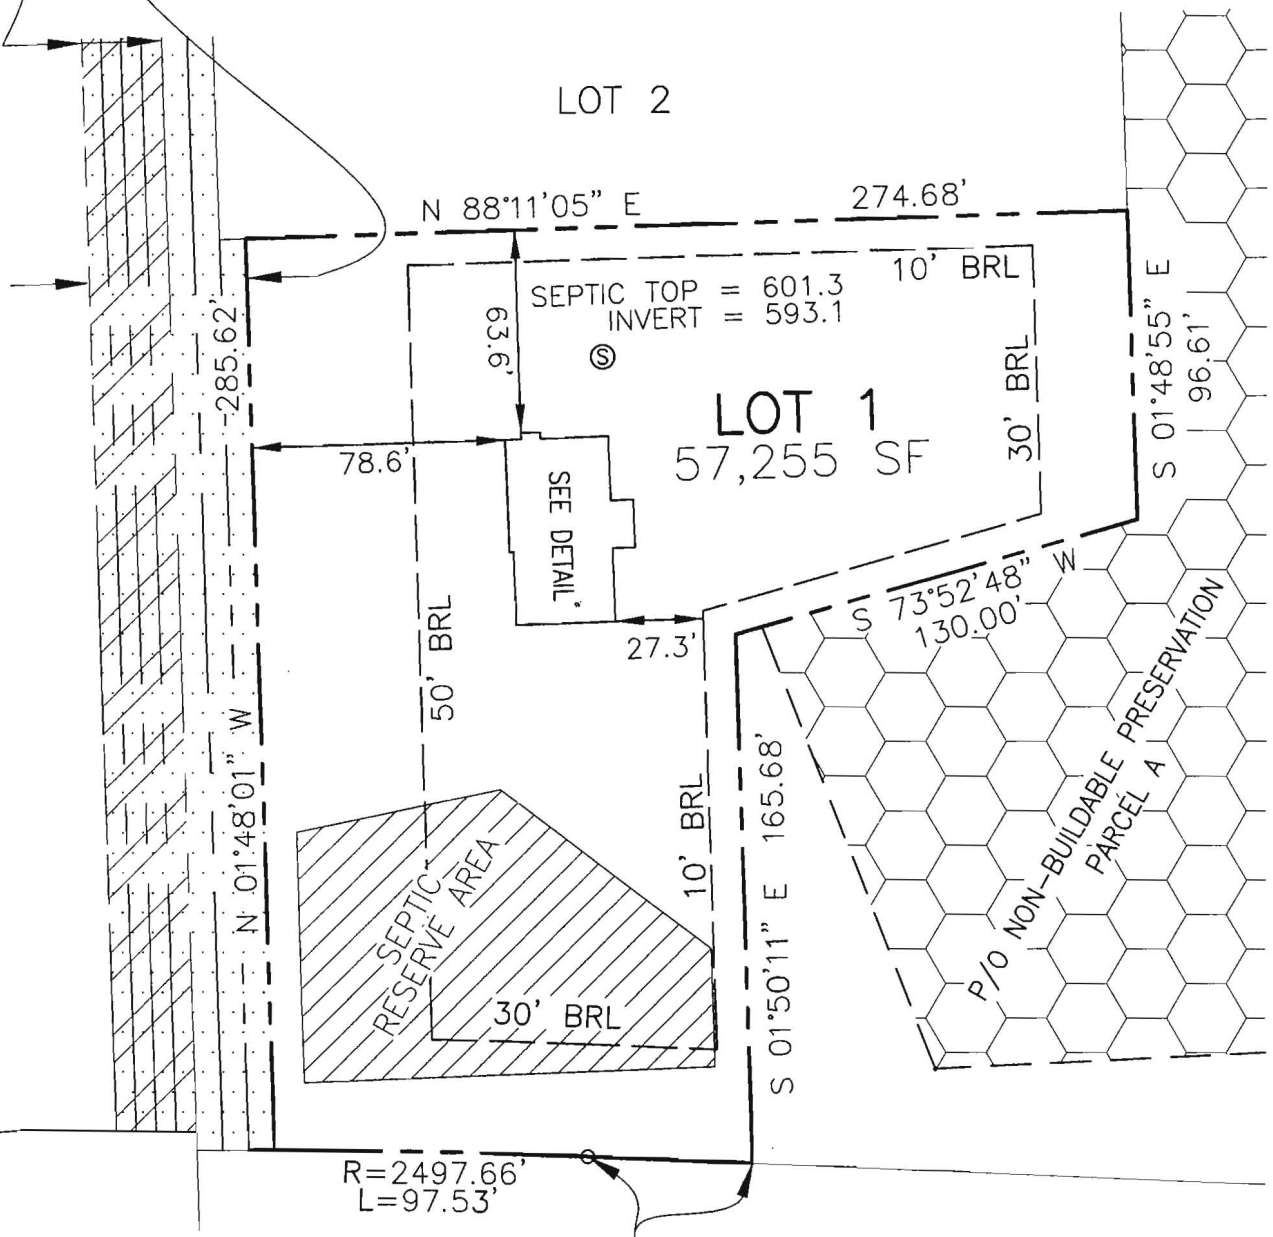 LOT 2
N 88°11'05" E
274.68'
10' BRL
SEPTIC TOP = 601.3
INVERT = 593.1
S
63.6'
285.62'
78.6'
LOT 1
57,255 SF
30' BRL
S 01°48'55" E
96.61'
SEE DETAIL"
27.3'
S 73°52'48" W
130.00'
50' BRL
N 01°48'01" W
10' BRL
S 01°50'11" E 165.68'
P/O NON-BUILDABLE PRESERVATION
PARCEL A
SEPTIC
RESERVE AREA
30' BRL
R=2497.66'
L=97.53'